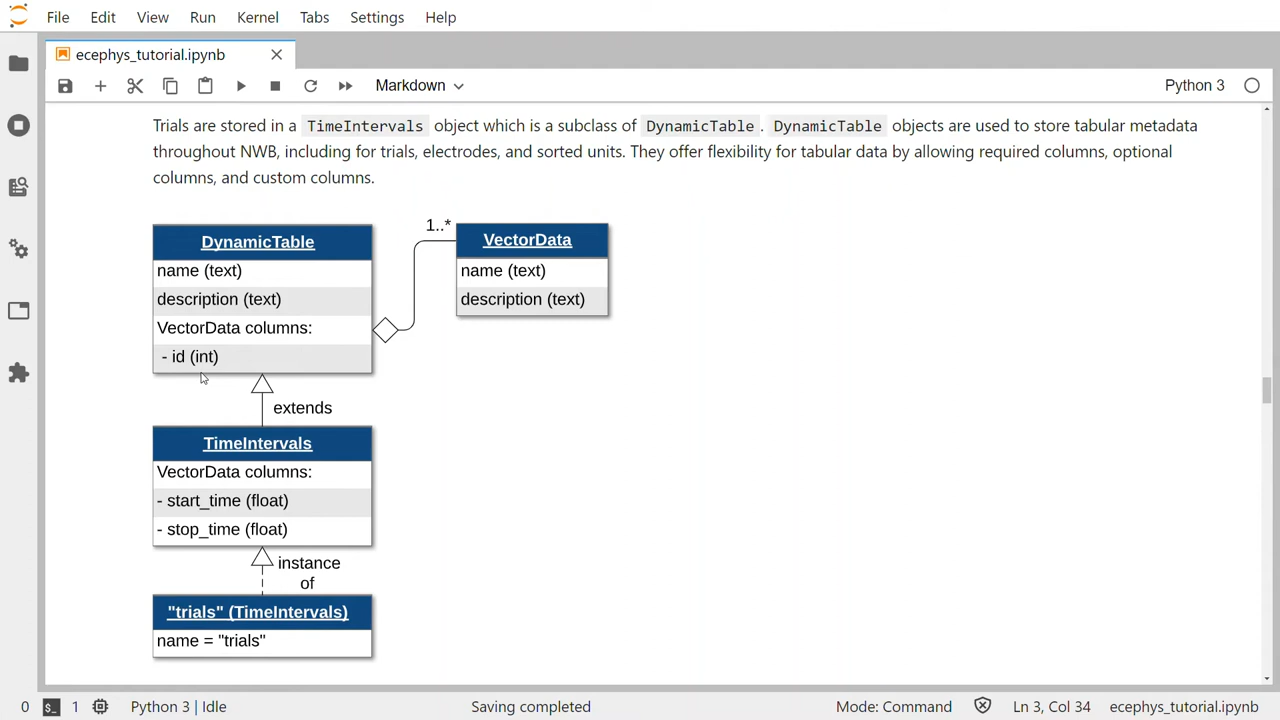 File Edit View Run Kernel Tabs Settings Help
ecephys_tutorial.ipynb
Markdown
Python 3
Trials are stored in a TimeIntervals object which is a subclass of DynamicTable . DynamicTable objects are used to store tabular metadata
throughout NWB, including for trials, electrodes, and sorted units. They offer flexibility for tabular data by allowing required columns, optional
columns, and custom columns.
DynamicTable
name (text)
description (text)
VectorData columns:
- id (int)
1..*
VectorData
name (text)
description (text)
extends
TimeIntervals
VectorData columns:
- start_time (float)
- stop_time (float)
instance
of
"trials" (TimeIntervals)
name = "trials"
0 $_ 1 Python 3 | Idle Saving completed Mode: Command Ln 3, Col 34 ecephys_tutorial.ipynb